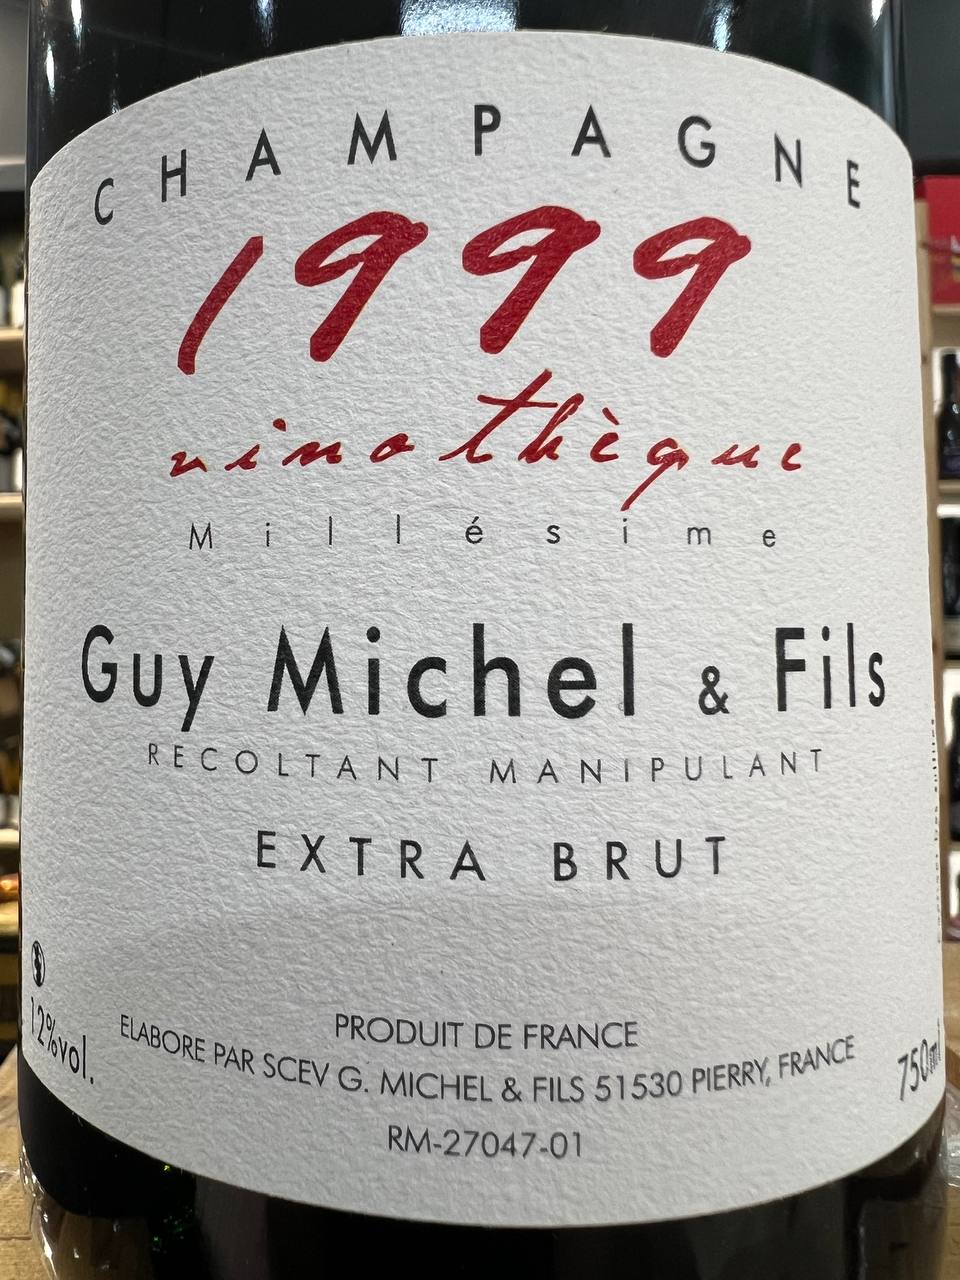 CHAMPAGNE
1999
vinothèque
Millésime
Guy Michel & Fils
RECOLTANT MANIPULANT
EXTRA BRUT
12%vol.
PRODUIT DE FRANCE
750ml
ELABORE PAR SCEV G. MICHEL & FILS 51530 PIERRY, FRANCE
RM-27047-01